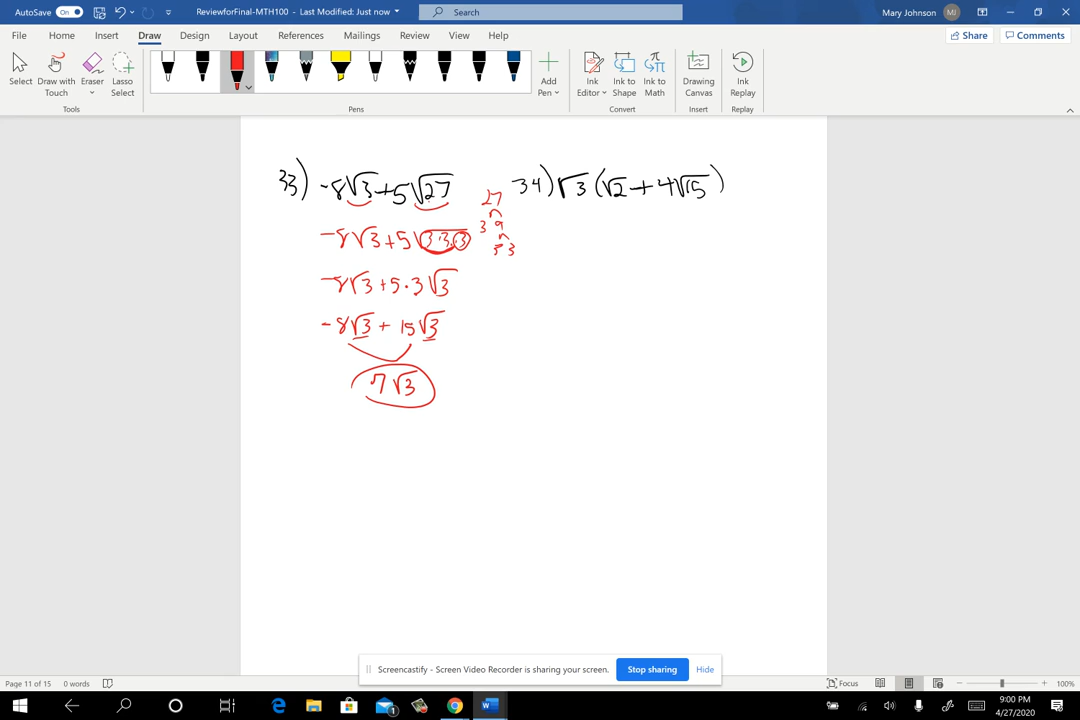 AutoSave On ReviewforFinal-MTH100 - Last Modified: Just now Search Mary Johnson MJ
File Home Insert Draw Design Layout References Mailings Review View Help Share Comments
Select Draw with Touch Eraser Lasso Select Add Pen Ink Editor Ink to Shape Ink to Math Drawing Canvas Ink Replay
Tools Pens Convert Insert Replay
33) -8√3+5√27
27
3 9
3 3
-8√3+5√3·3·3
-8√3+5·3√3
-8√3+15√3
7√3
34) √3(√2+4√15)
Screencastify - Screen Video Recorder is sharing your screen. Stop sharing Hide
Page 11 of 15 0 words Focus 100%
9:00 PM
4/27/2020